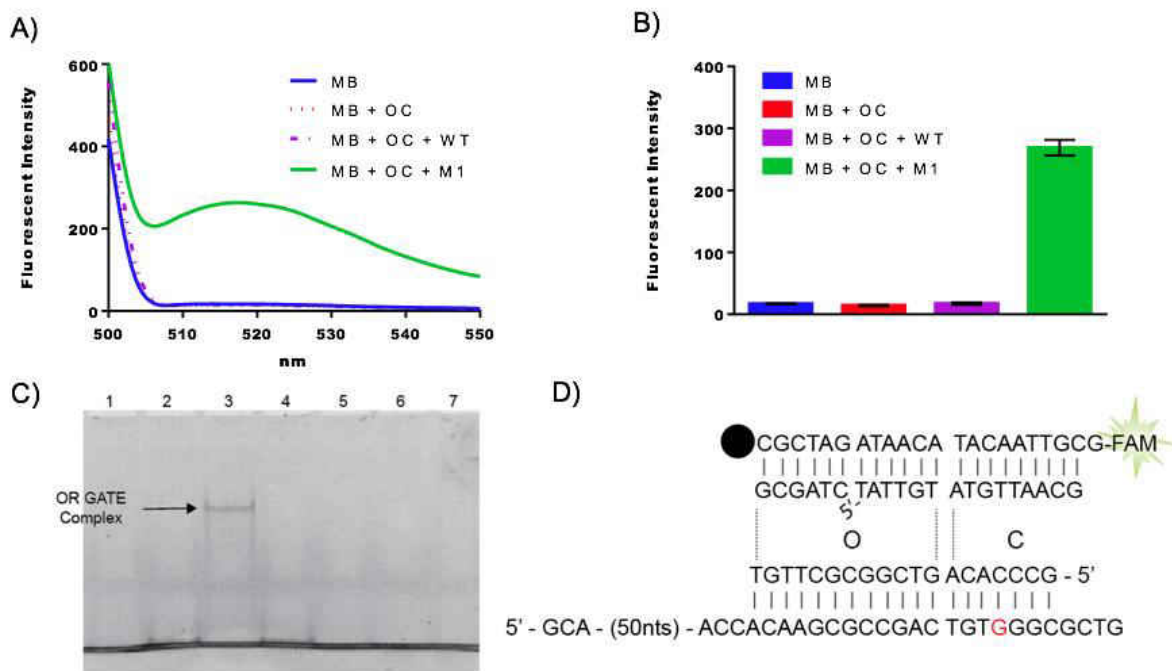 A)
Fluorescent Intensity
600
400
200
0
500 510 520 530 540 550
nm
MB
MB + OC
MB + OC + WT
MB + OC + M1
B)
Fluorescent Intensity
400
300
200
100
0
MB
MB + OC
MB + OC + WT
MB + OC + M1
C)
1 2 3 4 5 6 7
OR GATE
Complex
D)
CGCTAG ATAACA TACAATTGCG-FAM
GCGATC TATTGT ATGTTAACG
5'-
O C
TGTTCGCGGCTG ACACCCG - 5'
5' - GCA - (50nts) - ACCACAAGCGCCGAC TGTGGGCGCTG